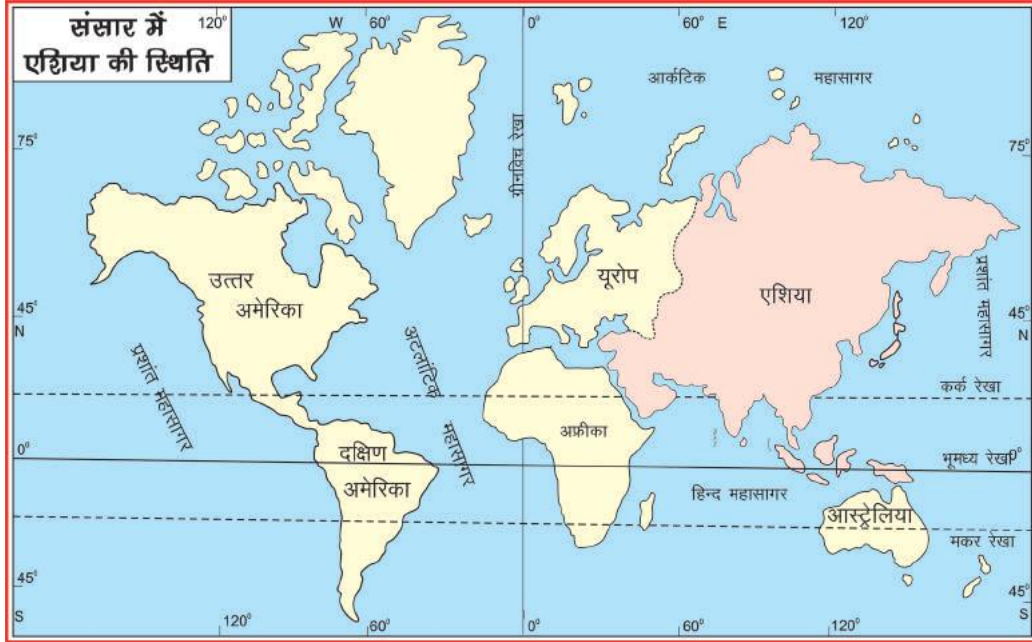 संसार में
एशिया की स्थिति
120° W 60° 0° 60° E 120°
आर्कटिक महासागर
75° 75°
ग्रीनविच रेखा
उत्तर
अमेरिका
यूरोप
एशिया
प्रशांत महासागर
45° 45°
N N
अटलांटिक महासागर
प्रशांत महासागर
कर्क रेखा
अफ्रीका
दक्षिण
अमेरिका
0° भूमध्य रेखा 0°
हिन्द महासागर
आस्ट्रेलिया
मकर रेखा
45° 45°
S S
120° 60° 0° 60° 120°